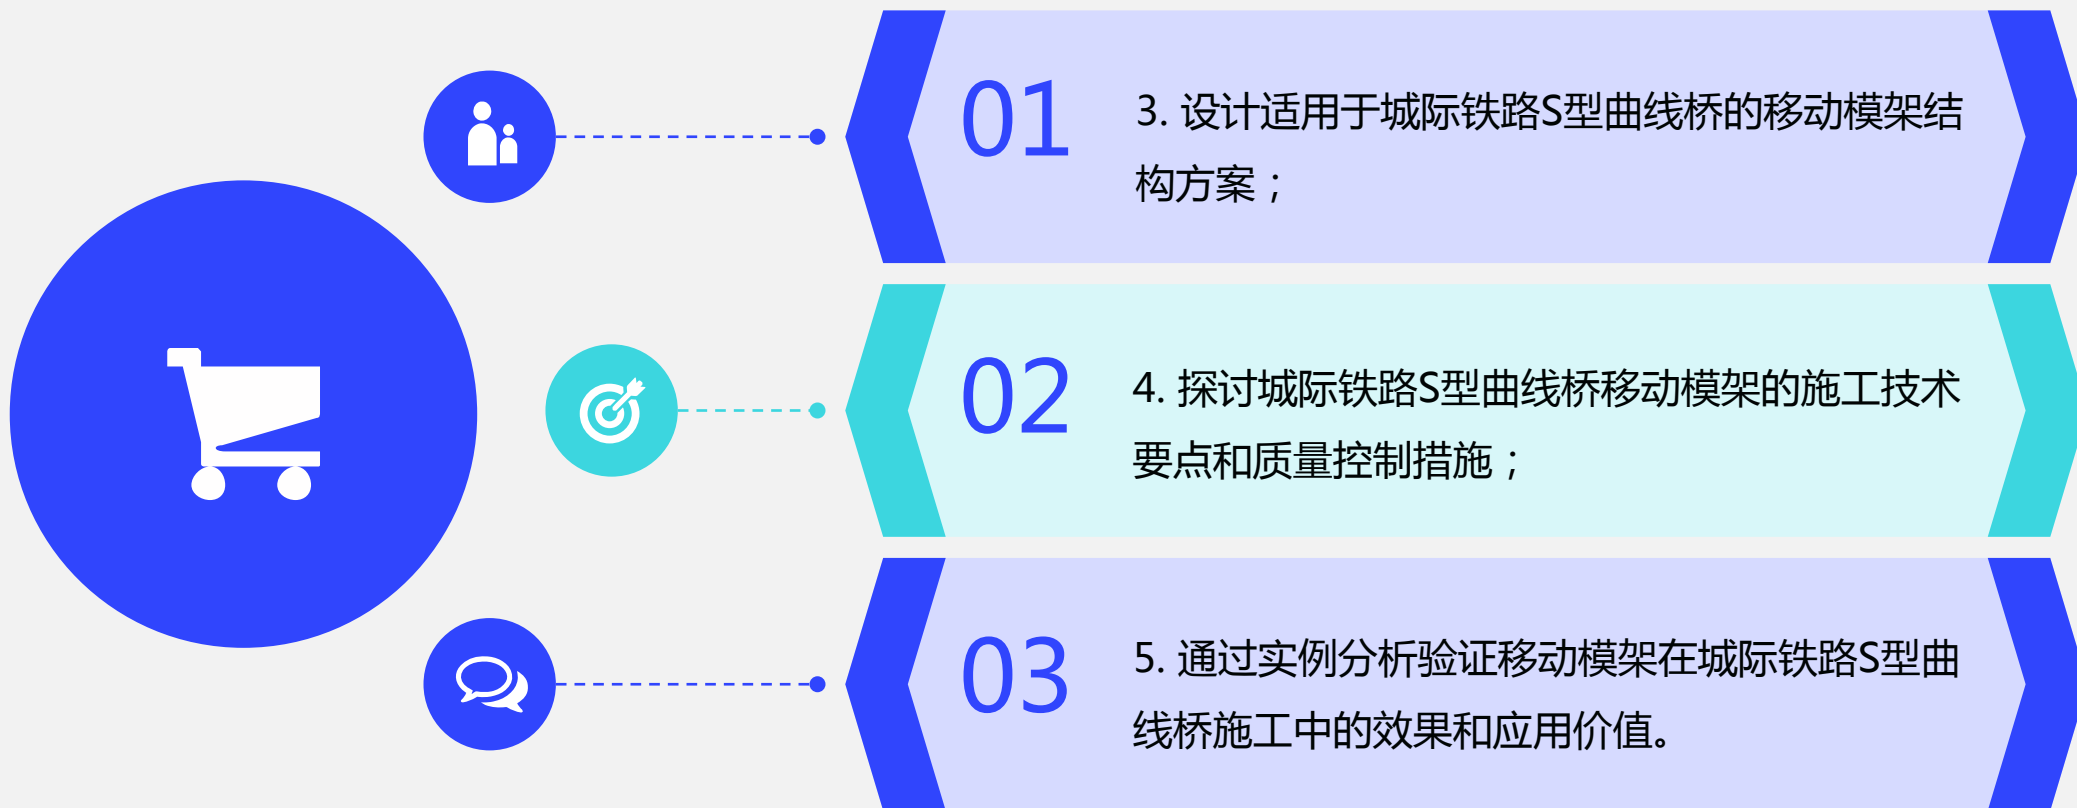 01
3. 设计适用于城际铁路S型曲线桥的移动模架结
构方案；
02
4. 探讨城际铁路S型曲线桥移动模架的施工技术
要点和质量控制措施；
03
5. 通过实例分析验证移动模架在城际铁路S型曲
线桥施工中的效果和应用价值。